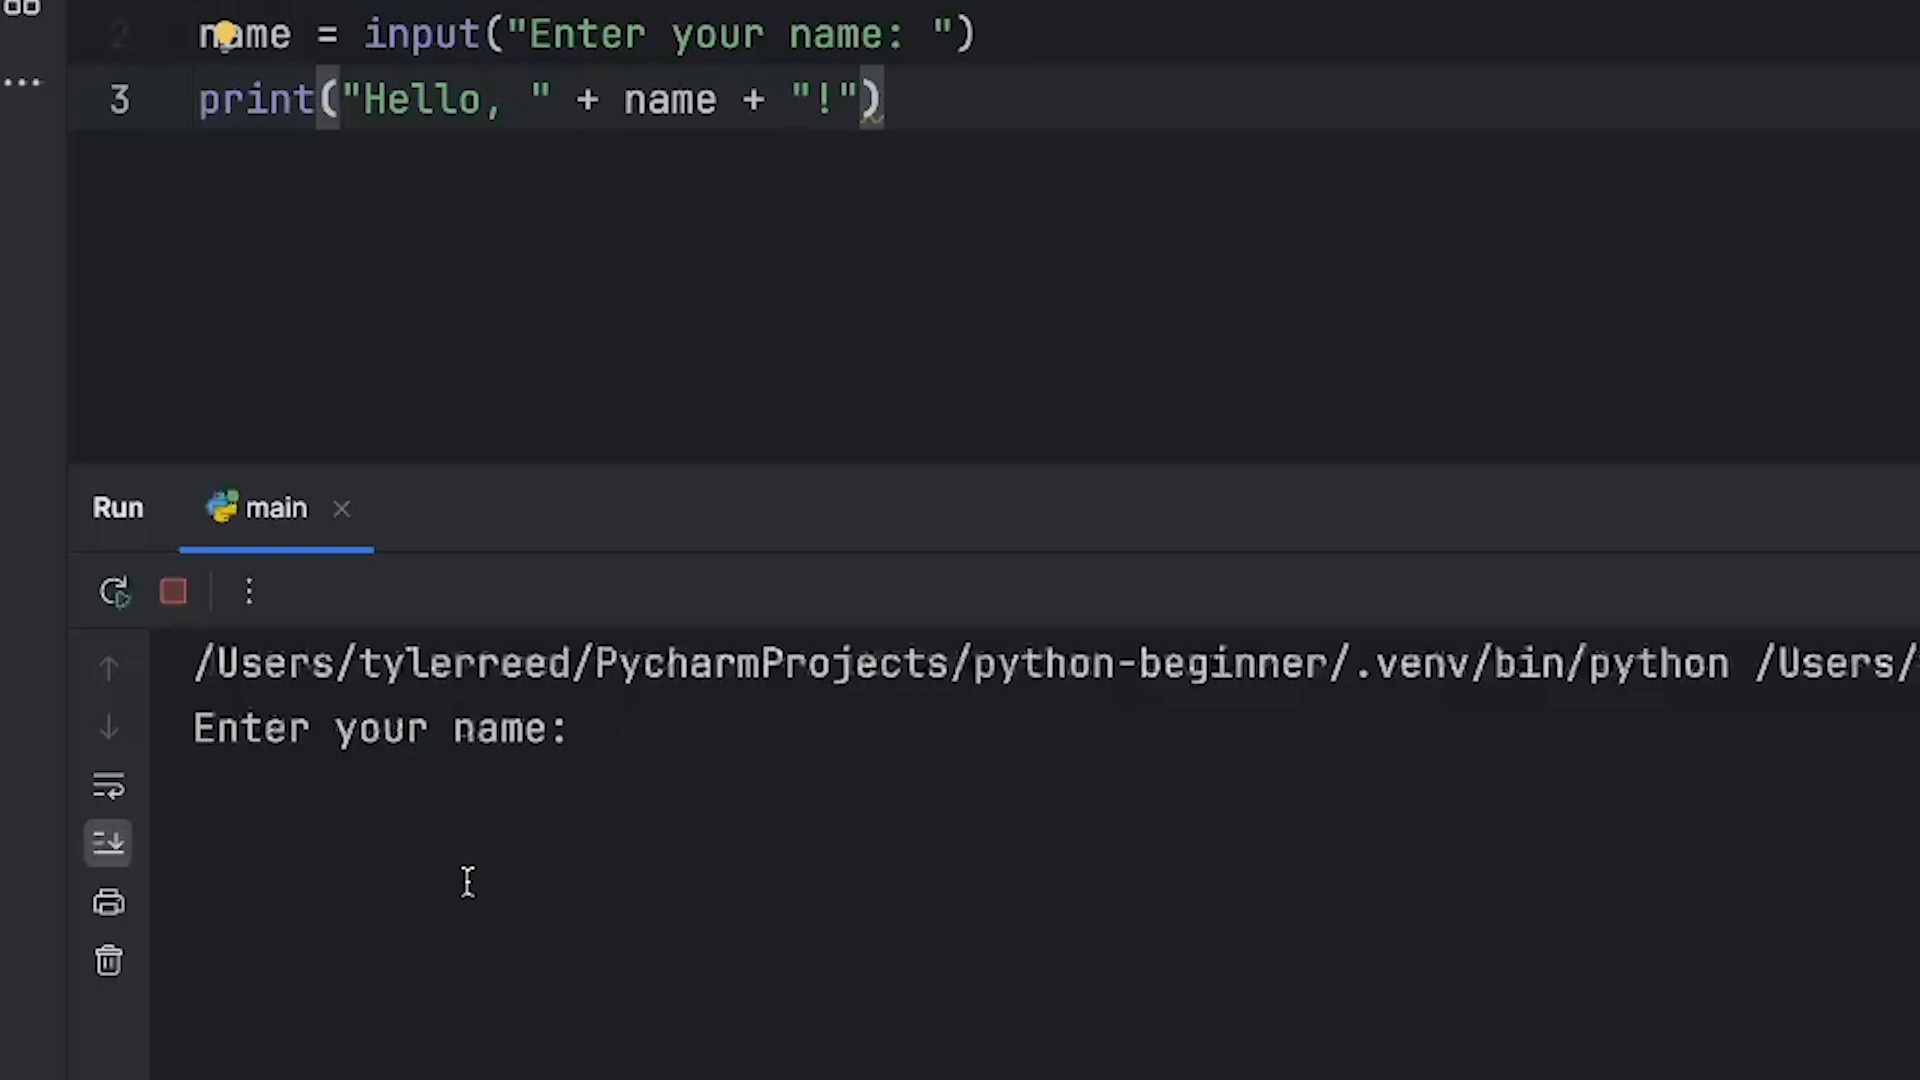 2 name = input("Enter your name: ")
3 print("Hello, " + name + "!")
Run main
/Users/tylerreed/PycharmProjects/python-beginner/.venv/bin/python /Users/
Enter your name: